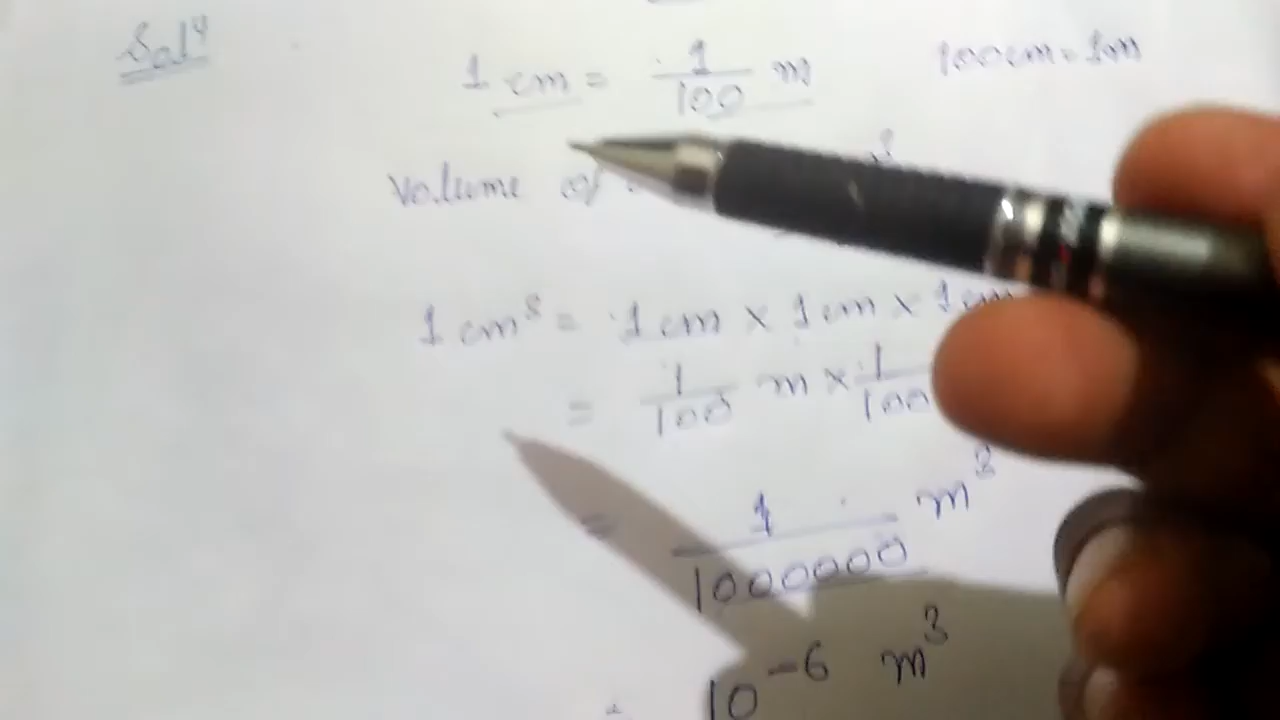 Solⁿ
1 cm = 1/100 m 100cm = 1m
Volume of
1 cm³ = 1 cm × 1 cm × 1 cm
= 1/100 m × 1/100
= 1/1000000 m³
10⁻⁶ m³